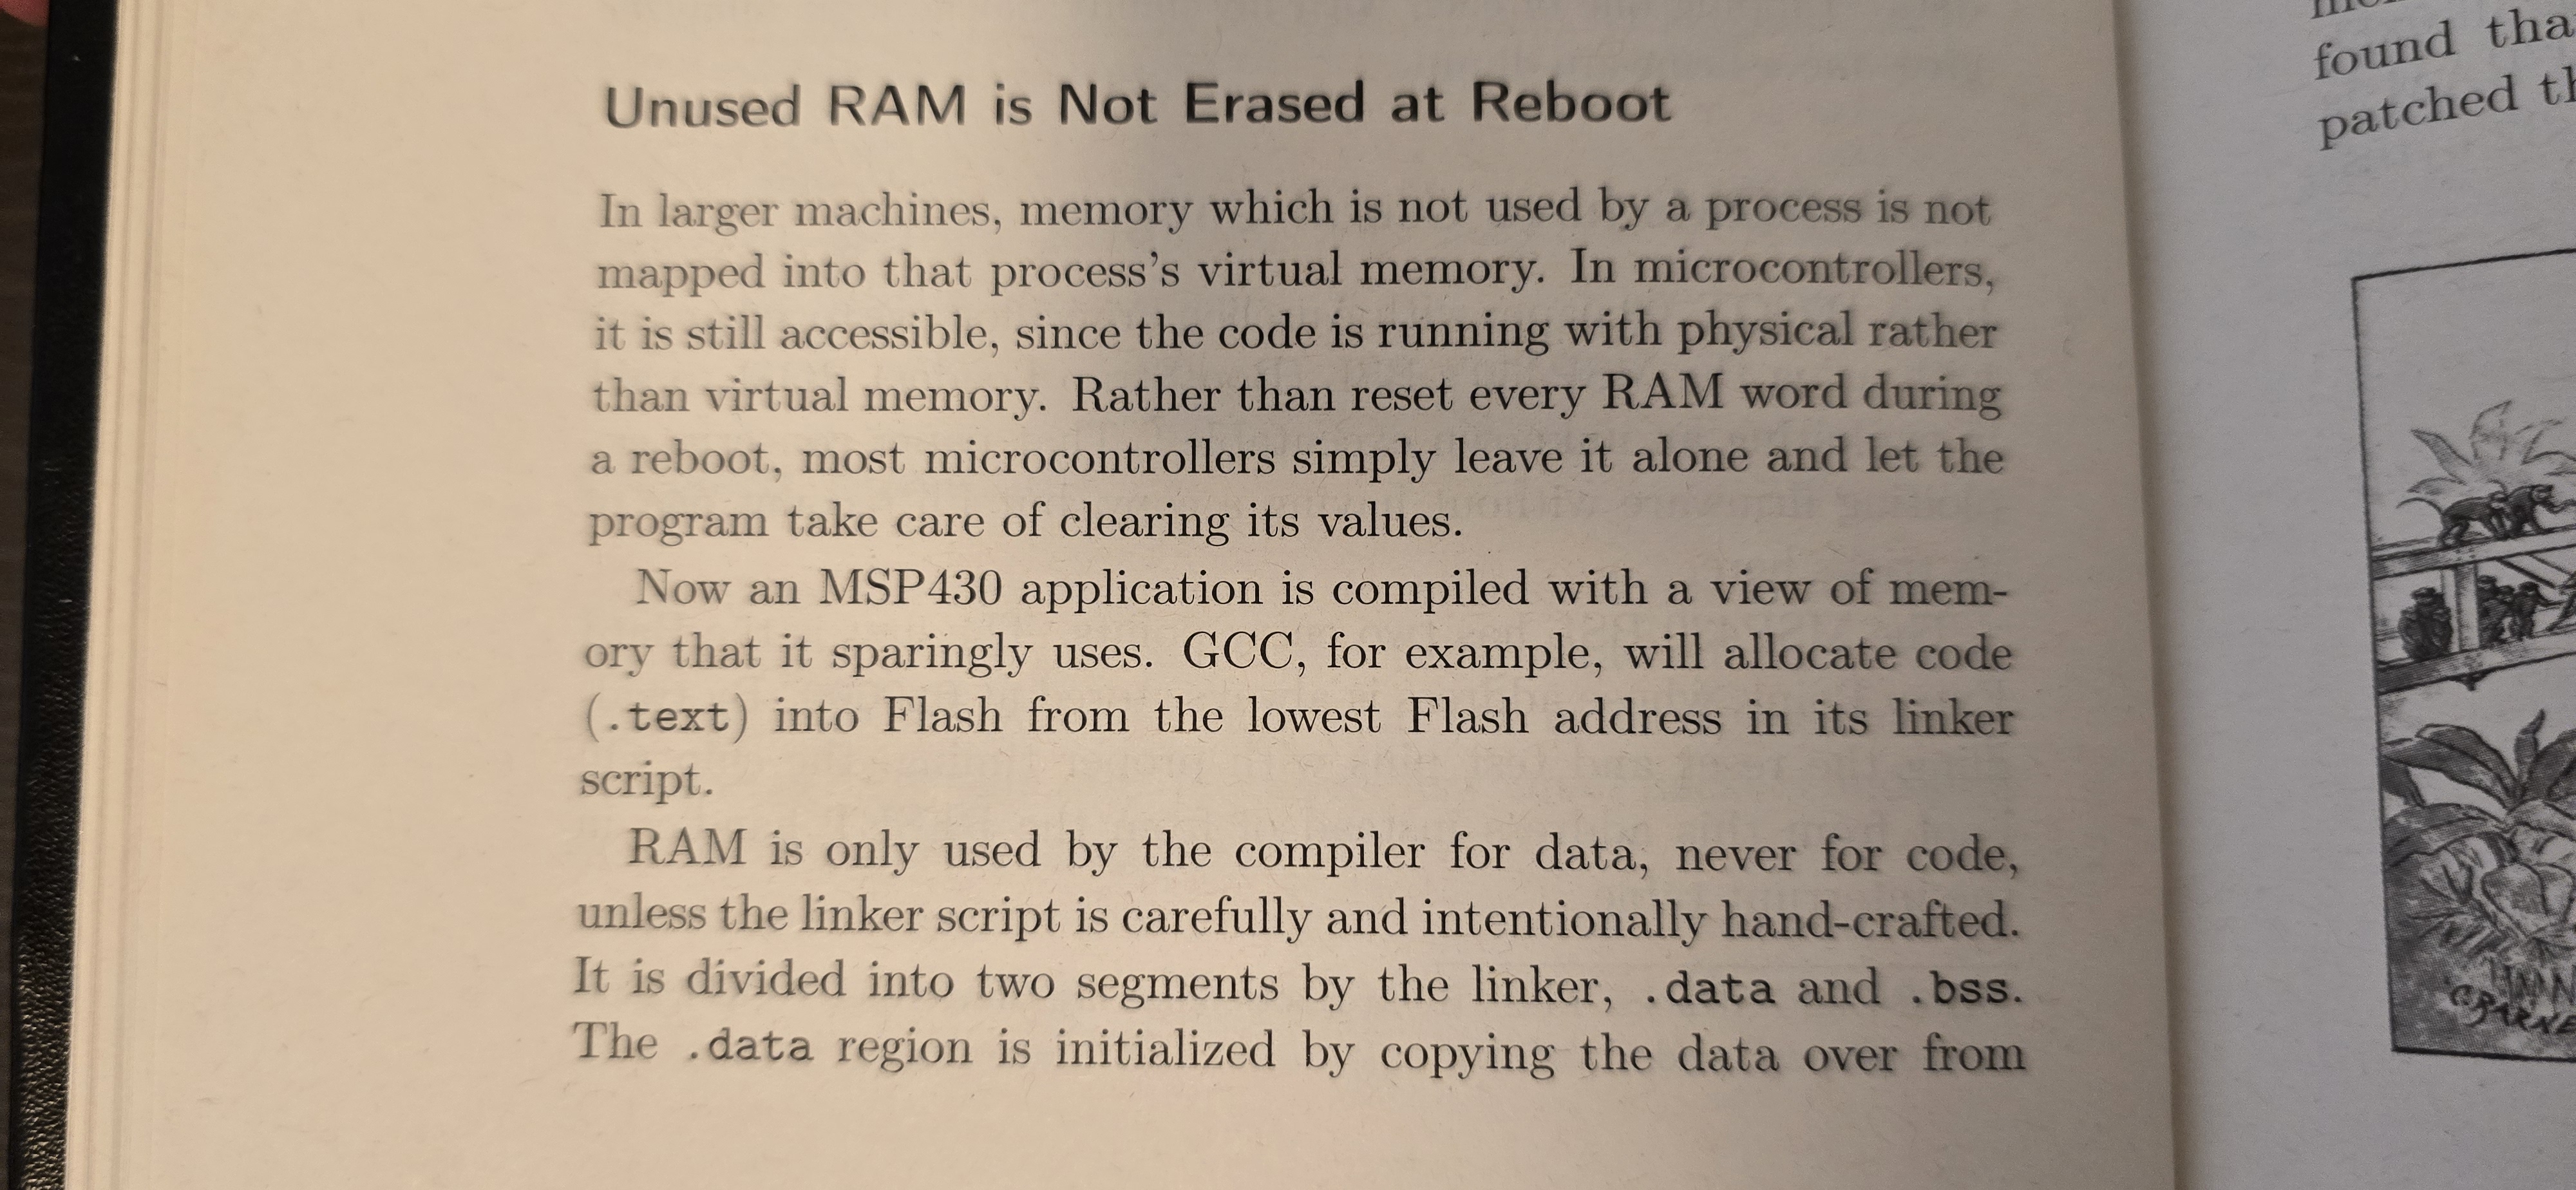 Unused RAM is Not Erased at Reboot
In larger machines, memory which is not used by a process is not
mapped into that process's virtual memory. In microcontrollers,
it is still accessible, since the code is running with physical rather
than virtual memory. Rather than reset every RAM word during
a reboot, most microcontrollers simply leave it alone and let the
program take care of clearing its values.
Now an MSP430 application is compiled with a view of mem-
ory that it sparingly uses. GCC, for example, will allocate code
(.text) into Flash from the lowest Flash address in its linker
script.
RAM is only used by the compiler for data, never for code,
unless the linker script is carefully and intentionally hand-crafted.
It is divided into two segments by the linker, .data and .bss.
The .data region is initialized by copying the data over from
found
patched